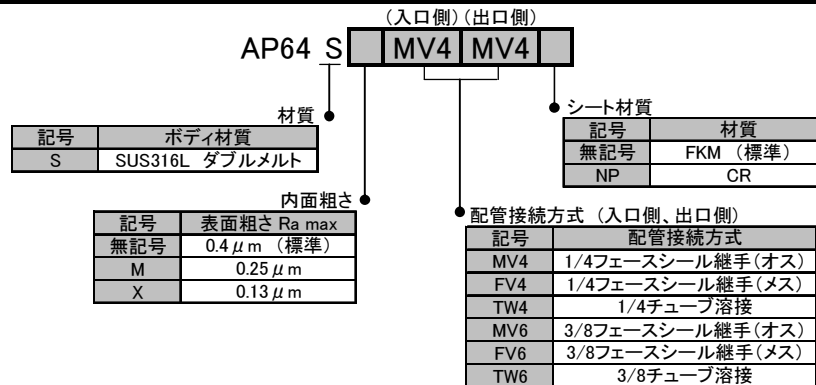 (入口側)(出口側)
AP64 S MV4 MV4
材質
記号 ボディ材質
S SUS316L ダブルメルト
シート材質
記号 材質
無記号 FKM (標準)
NP CR
内面粗さ
記号 表面粗さ Ra max
無記号 0.4μm (標準)
M 0.25μm
X 0.13μm
配管接続方式 (入口側、出口側)
記号 配管接続方式
MV4 1/4フェースシール継手(オス)
FV4 1/4フェースシール継手(メス)
TW4 1/4チューブ溶接
MV6 3/8フェースシール継手(オス)
FV6 3/8フェースシール継手(メス)
TW6 3/8チューブ溶接